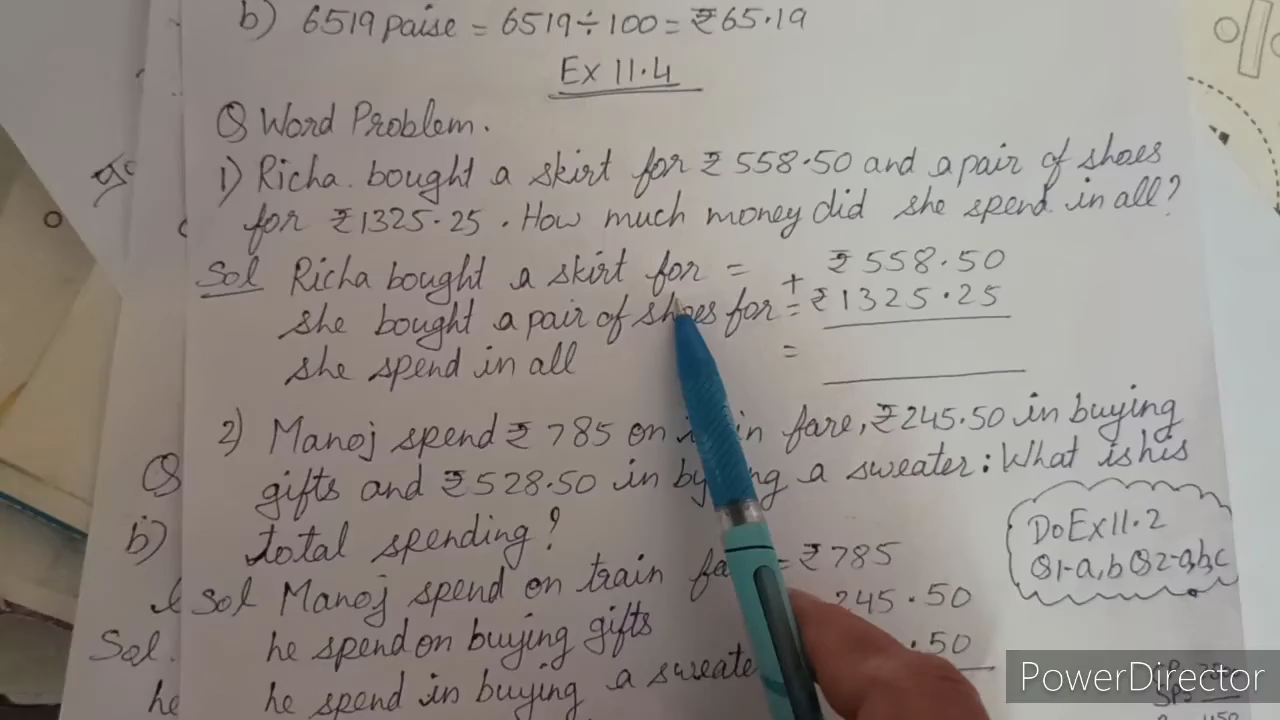 b) 6519 paise = 6519 ÷ 100 = ₹65.19
Ex 11.4
Q Word Problem.
1) Richa. bought a skirt for ₹558.50 and a pair of shoes
for ₹1325.25. How much money did she spend in all?
Sol Richa bought a skirt for = ₹558.50
she bought a pair of shoes for = + ₹1325.25
she spend in all =
2) Manoj spend ₹785 on in fare, ₹245.50 in buying
gifts and ₹528.50 in a sweater: What is his
total spending?
Do Ex 11.2
Q1-a,b Q2-a,b,c
Sol Manoj spend on train = ₹785
he spend on buying gifts 245.50
he spend in buying a .50
Q
i)
Sol.
he
PowerDirector